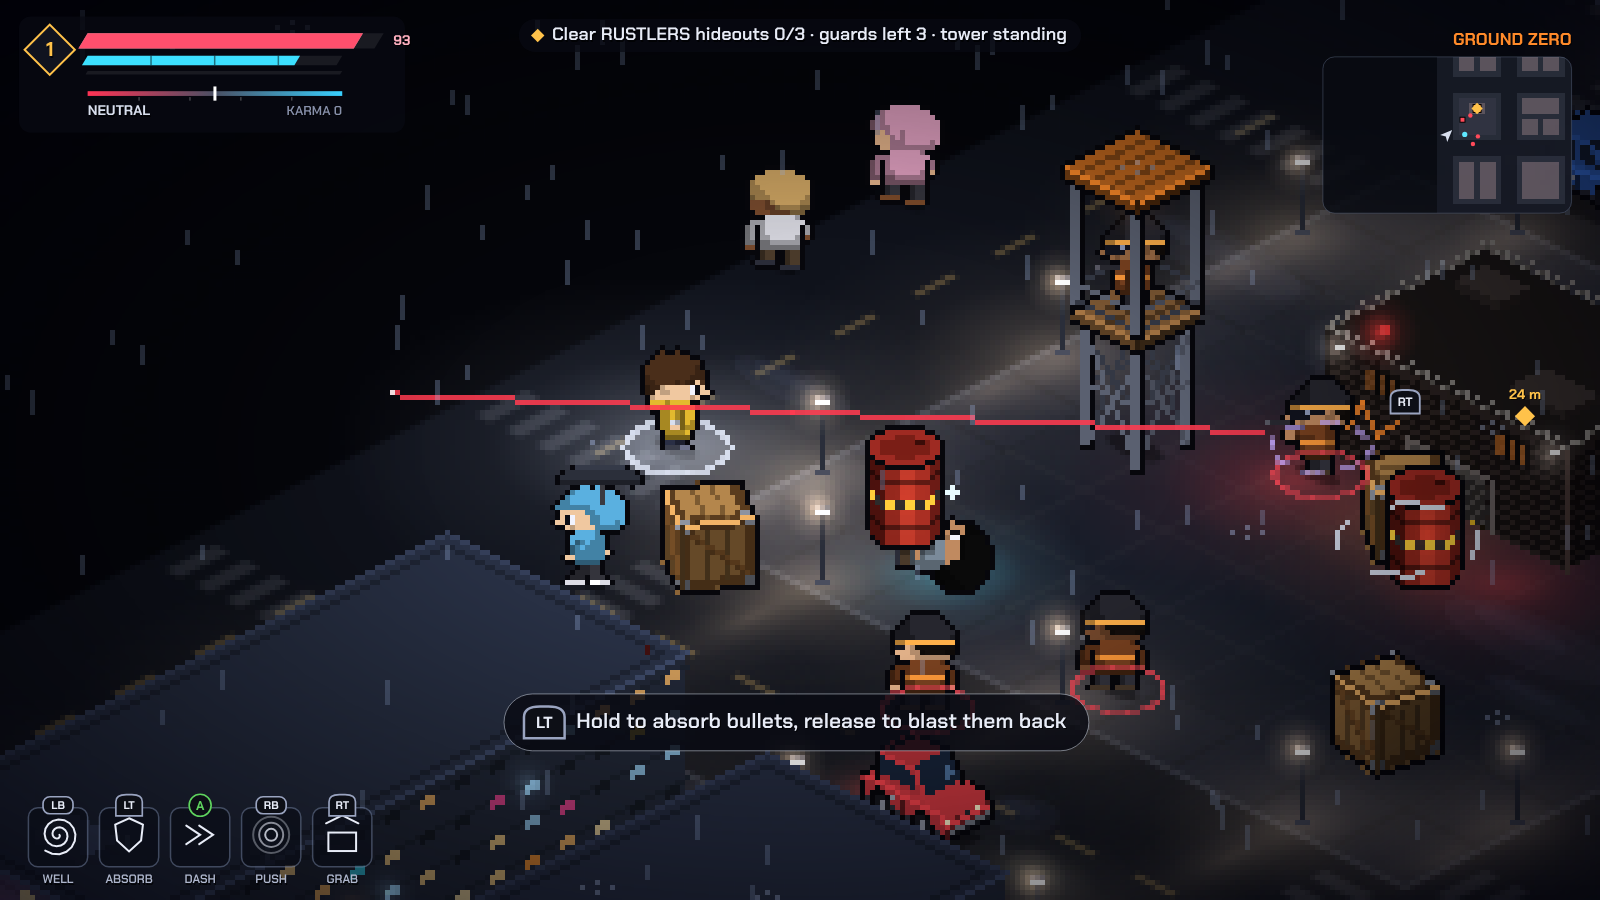 1
93
NEUTRAL
KARMA 0
Clear RUSTLERS hideouts 0/3 · guards left 3 · tower standing
GROUND ZERO
RT
24 m
LT Hold to absorb bullets, release to blast them back
LB
LT
A
RB
RT
WELL
ABSORB
DASH
PUSH
GRAB